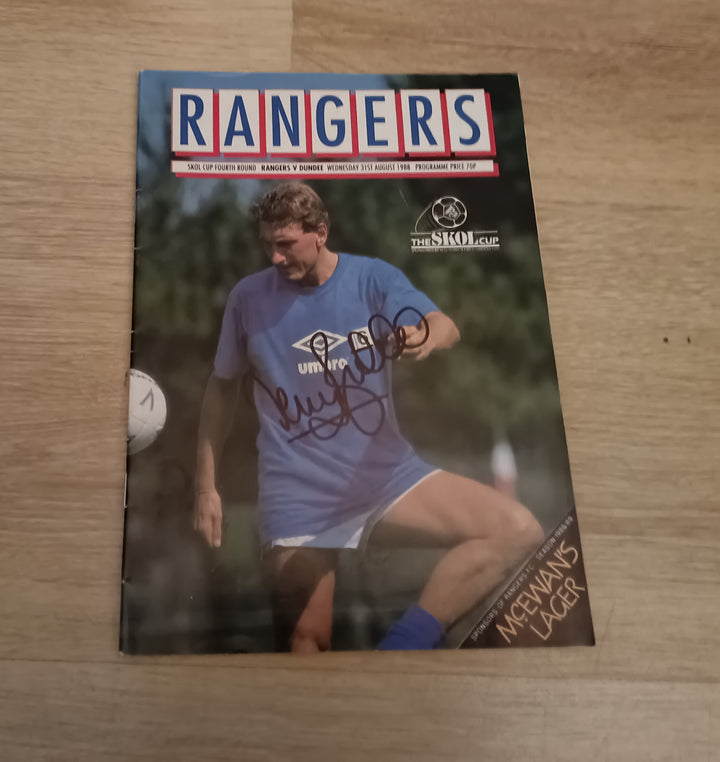 RANGERS
SKOL CUP FOURTH ROUND RANGERS V DUNDEE WEDNESDAY 31ST AUGUST 1988 PROGRAMME PRICE 70P
THE SKOL CUP
umbro
SPONSORS OF RANGERS F.C. SEASON 1988-89
McEWAN'S
LAGER